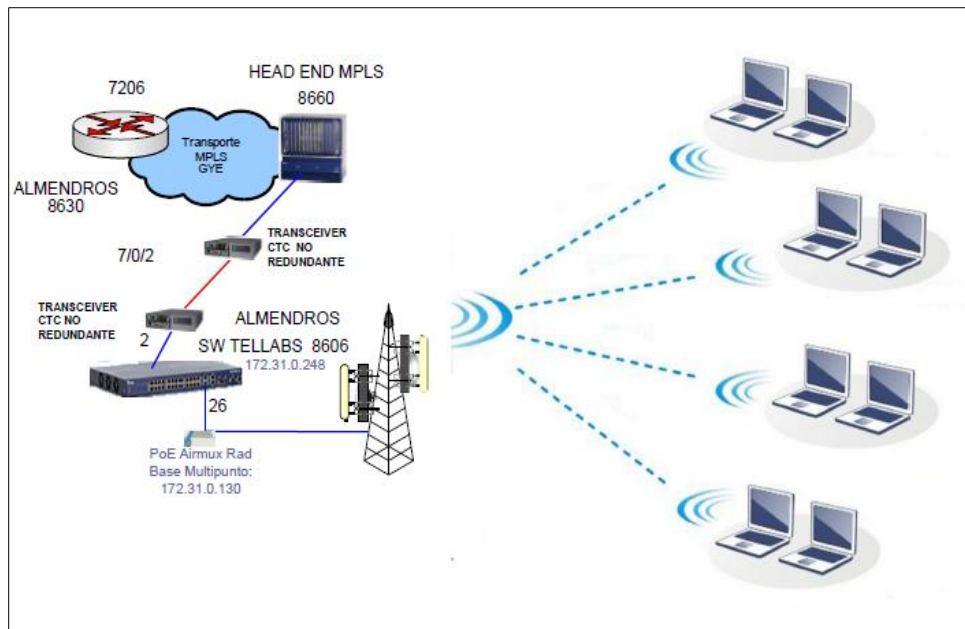 HEAD END MPLS
8660
7206
Transporte
MPLS
GYE
ALMENDROS
8630
TRANSCEIVER
CTC NO
REDUNDANTE
7/0/2
TRANSCEIVER
CTC NO
REDUNDANTE
2
ALMENDROS
SW TELLABS 8606
172.31.0.248
26
PoE Airmux Rad
Base Multipunto:
172.31.0.130